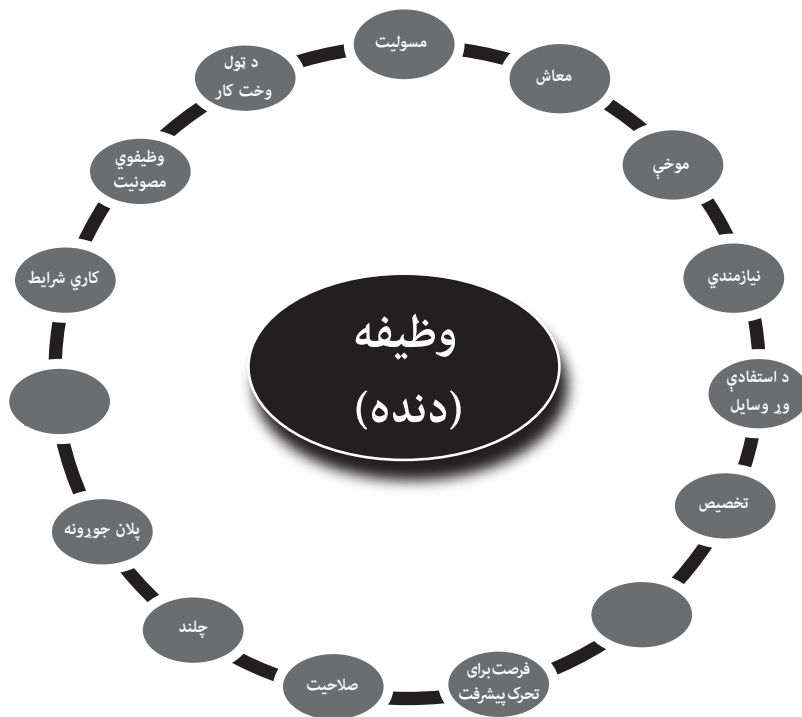 مسولیت
معاش
موخې
نیازمندي
د استفادې
وړ وسایل
تخصیص
فرصت برای
تحرک پیشرفت
صلاحیت
چلند
پلان جوړونه
کاري شرایط
وظیفوي
مصونیت
د ټول
وخت کار
وظیفه
(دنده)